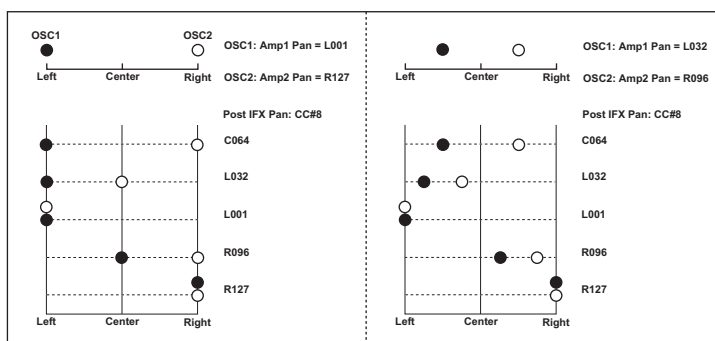 OSC1 OSC2
OSC1: Amp1 Pan = L001
Left Center Right
OSC2: Amp2 Pan = R127
Post IFX Pan: CC#8
C064
L032
L001
R096
R127
Left Center Right
OSC1: Amp1 Pan = L032
Left Center Right
OSC2: Amp2 Pan = R096
Post IFX Pan: CC#8
C064
L032
L001
R096
R127
Left Center Right